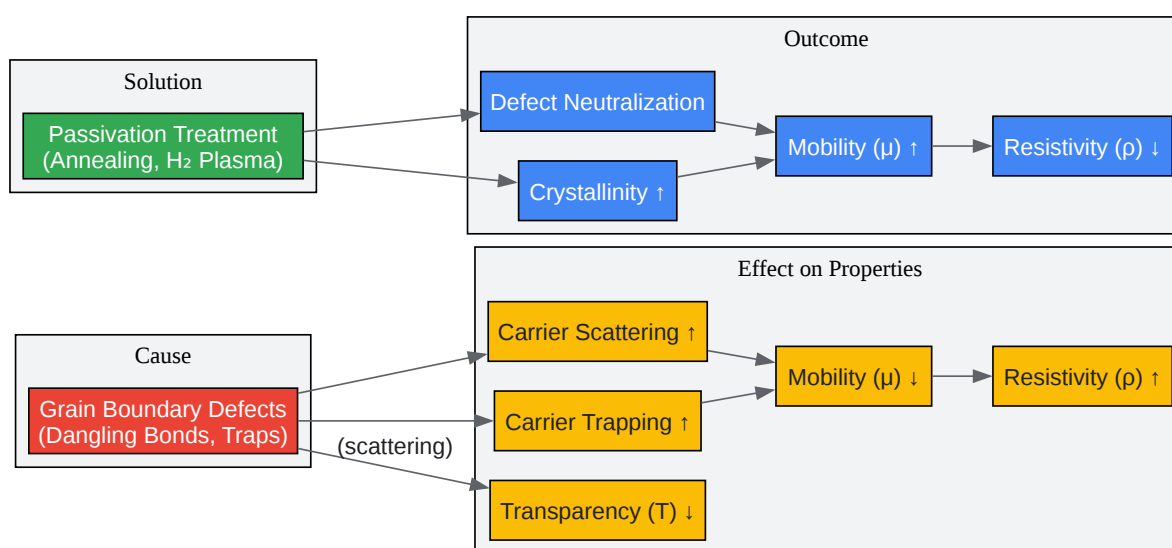 Solution
Passivation Treatment
(Annealing, H₂ Plasma)
Outcome
Defect Neutralization
Crystallinity ↑
Mobility (μ) ↑
Resistivity (ρ) ↓
Cause
Grain Boundary Defects
(Dangling Bonds, Traps)
(scattering)
Effect on Properties
Carrier Scattering ↑
Carrier Trapping ↑
Transparency (T) ↓
Mobility (μ) ↓
Resistivity (ρ) ↑